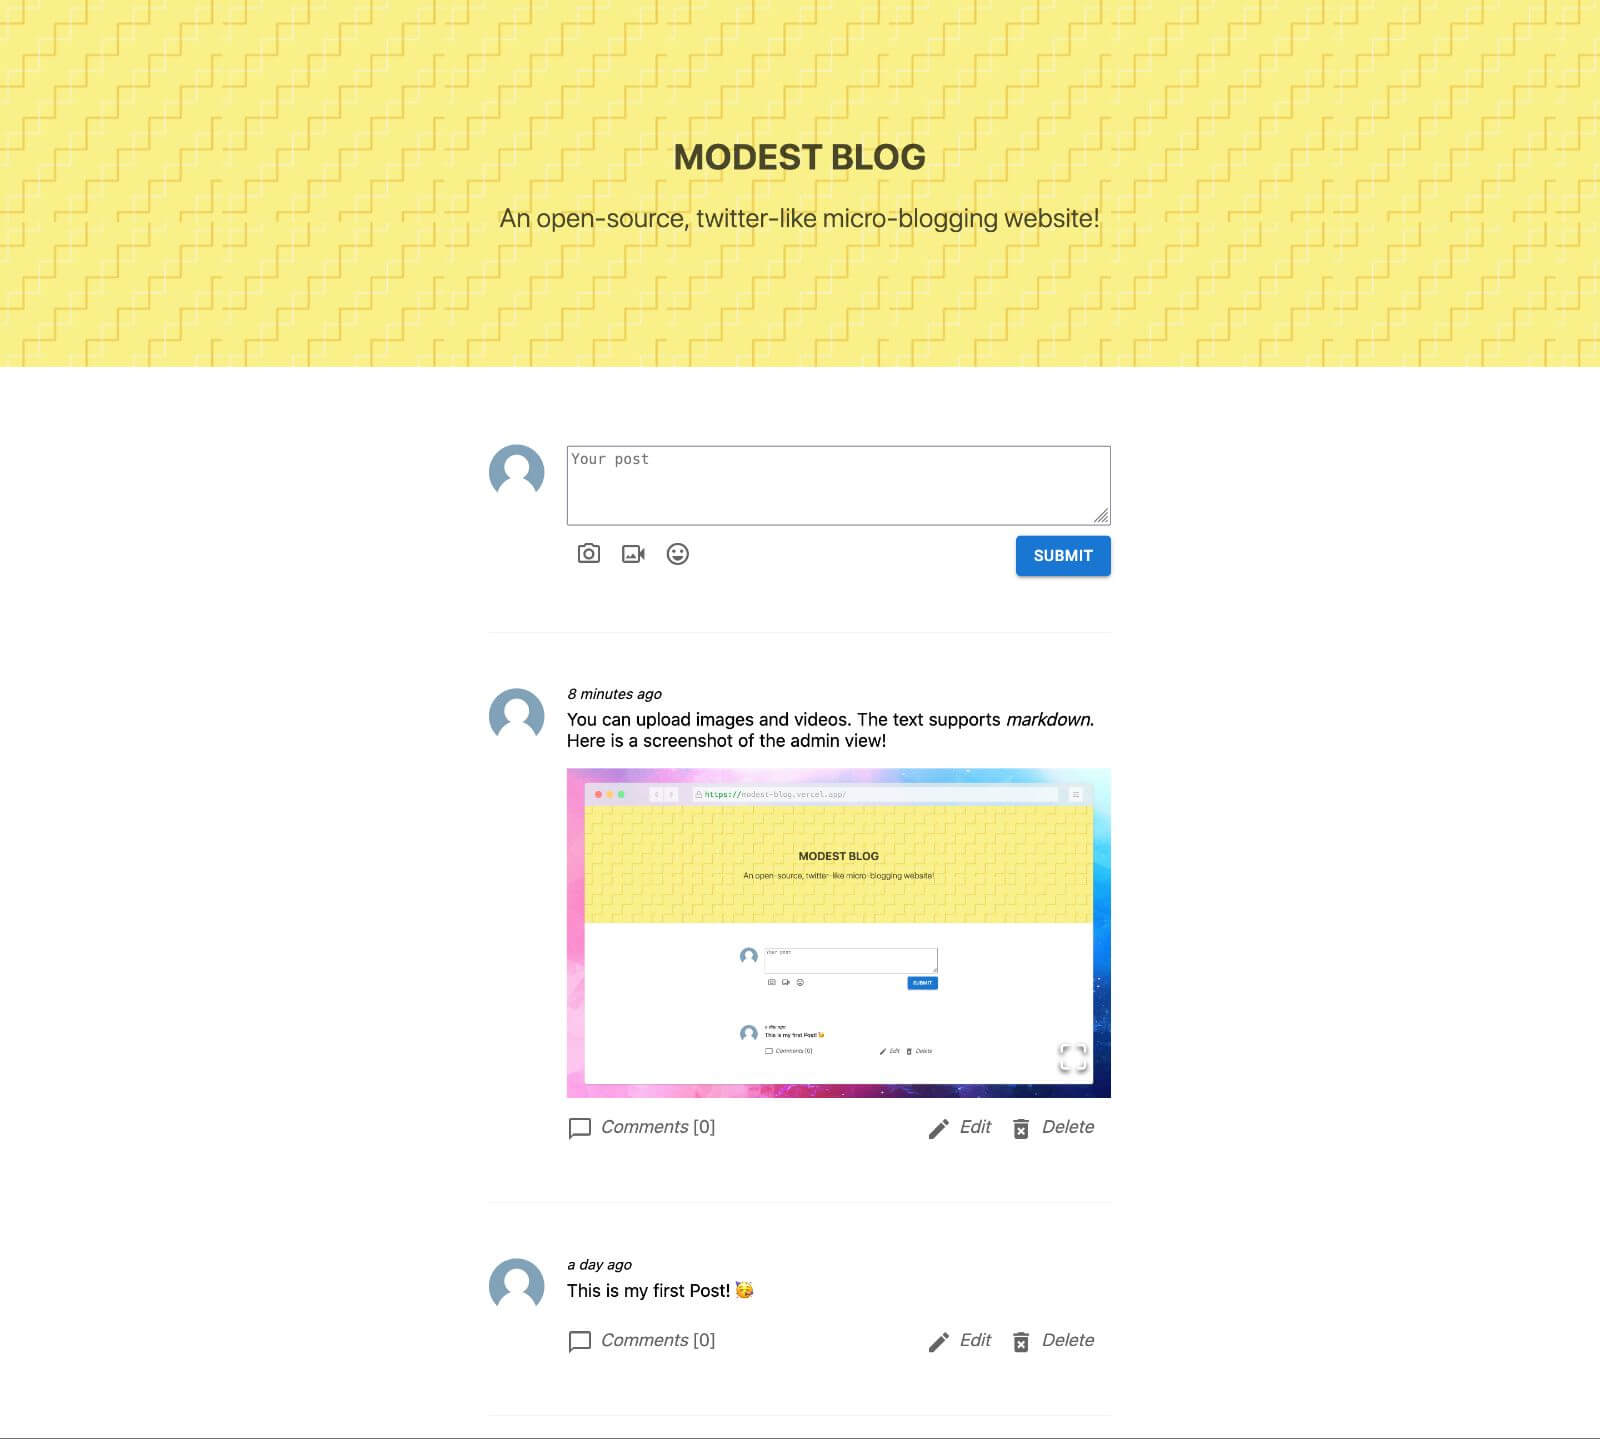 MODEST BLOG
An open-source, twitter-like micro-blogging website!
Your post
SUBMIT
8 minutes ago
You can upload images and videos. The text supports markdown.
Here is a screenshot of the admin view!
https://modest-blog.vercel.app/
MODEST BLOG
An open-source, twitter-like micro-blogging website!
Your post
SUBMIT
a day ago
This is my first Post! 🥳
Comments [0] Edit Delete
Comments [0] Edit Delete
a day ago
This is my first Post! 🥳
Comments [0] Edit Delete